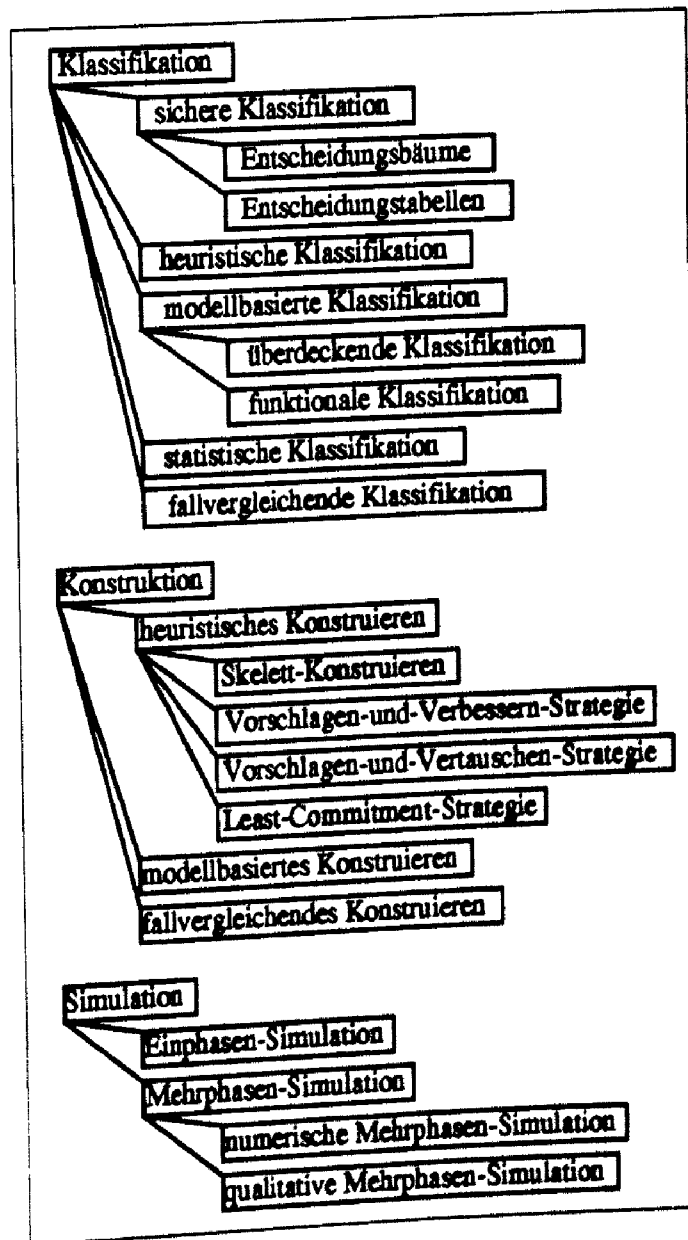 Klassifikation
sichere Klassifikation
Entscheidungsbäume
Entscheidungstabellen
heuristische Klassifikation
modellbasierte Klassifikation
überdeckende Klassifikation
funktionale Klassifikation
statistische Klassifikation
fallvergleichende Klassifikation
Konstruktion
heuristisches Konstruieren
Skelett-Konstruieren
Vorschlagen-und-Verbessern-Strategie
Vorschlagen-und-Vertauschen-Strategie
Least-Commitment-Strategie
modellbasiertes Konstruieren
fallvergleichendes Konstruieren
Simulation
Einphasen-Simulation
Mehrphasen-Simulation
numerische Mehrphasen-Simulation
qualitative Mehrphasen-Simulation